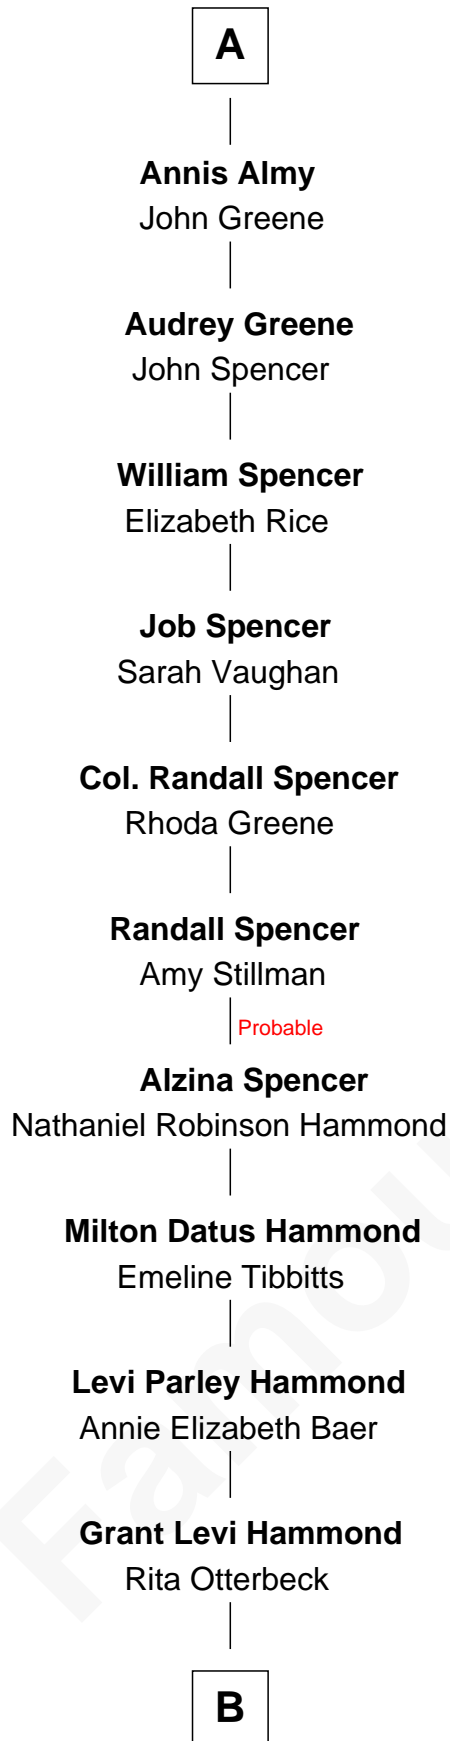 A
Annis Almy
John Greene
Audrey Greene
John Spencer
William Spencer
Elizabeth Rice
Job Spencer
Sarah Vaughan
Col. Randall Spencer
Rhoda Greene
Randall Spencer
Amy Stillman
Probable
Alzina Spencer
Nathaniel Robinson Hammond
Milton Datus Hammond
Emeline Tibbitts
Levi Parley Hammond
Annie Elizabeth Baer
Grant Levi Hammond
Rita Otterbeck
B